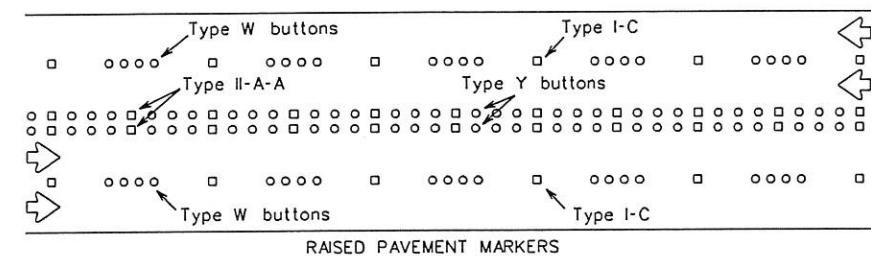 Type W buttons
Type I-C
Type II-A-A
Type Y buttons
Type W buttons
Type I-C
RAISED PAVEMENT MARKERS